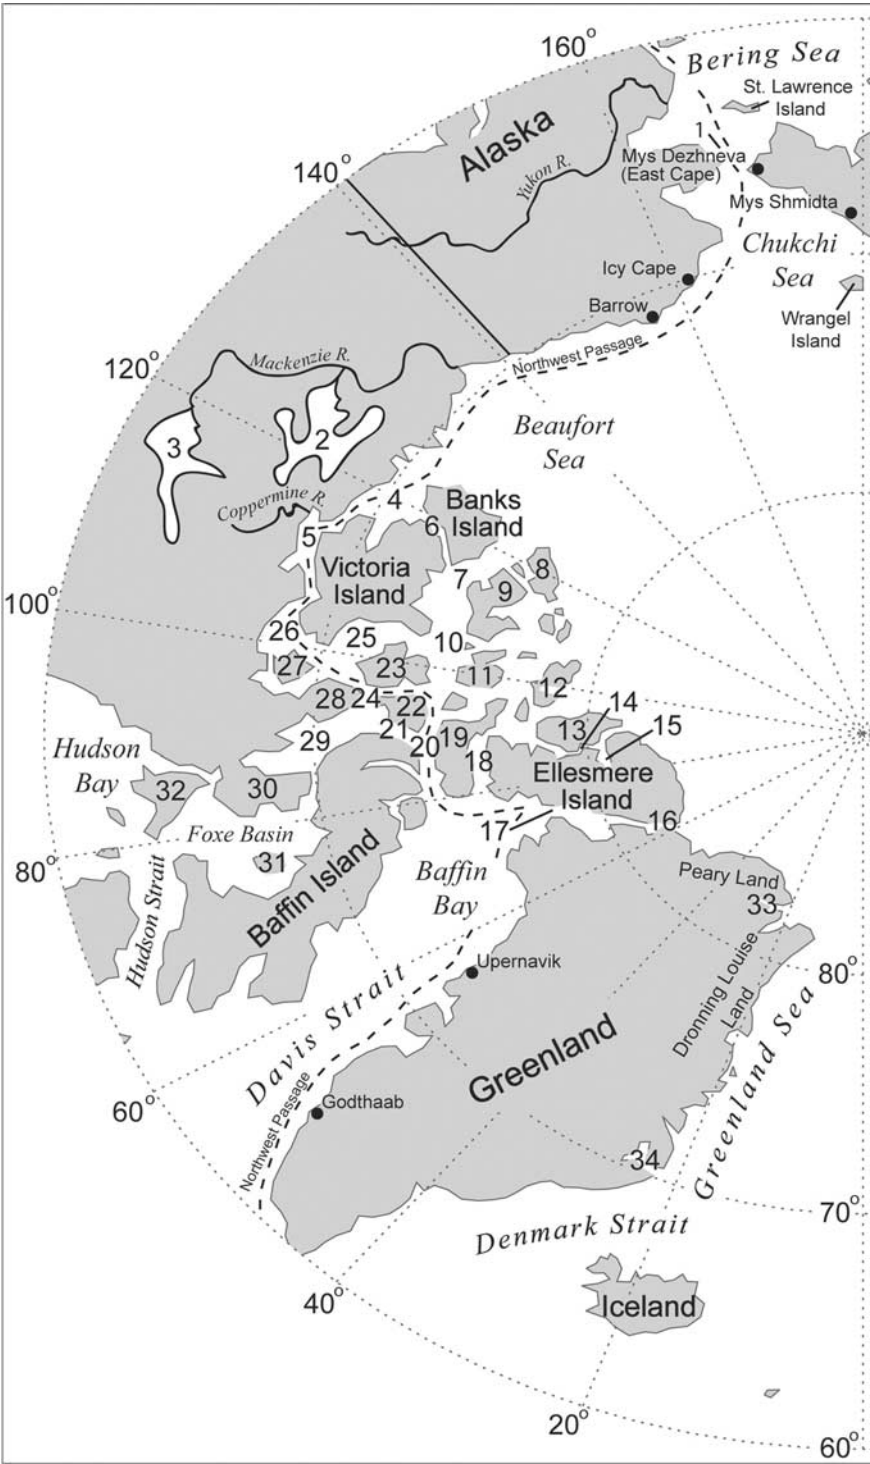 160°
Bering Sea
St. Lawrence
Island
Alaska
1
Mys Dezhneva
(East Cape)
140°
Yukon R.
Mys Shmidta
Chukchi
Sea
Icy Cape
Barrow
Wrangel
Island
Northwest Passage
120°
Mackenzie R.
Beaufort
Sea
3
2
4
Banks
Island
Coppermine R.
5
6
Victoria
Island
7
8
9
100°
26
25
10
27
23
11
12
28
24
22
14
15
21
13
29
20
19
18
Hudson
Bay
Ellesmere
Island
32
30
17
16
Foxe Basin
31
80°
Baffin Island
Baffin
Bay
Peary Land
33
Hudson Strait
Upernavik
80°
Dronning Louise
Land
Davis Strait
Greenland
Greenland Sea
60°
Godthaab
Northwest Passage
34
70°
Denmark Strait
40°
Iceland
20°
60°